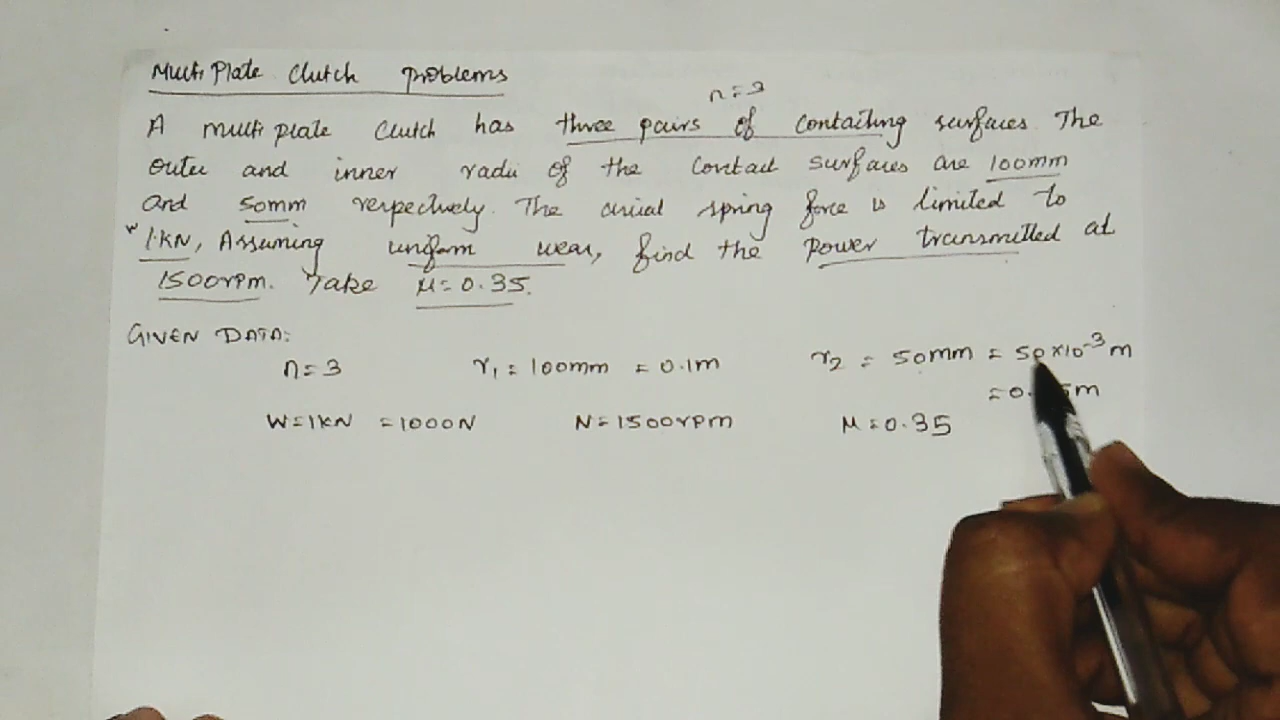 Multi Plate Clutch problems
n=3
A multi plate clutch has three pairs of contacting surfaces. The
outer and inner radii of the contact surfaces are 100mm
and 50mm respectively. The axial spring force is limited to
W 1kN, Assuming uniform wear, find the power transmitted at
1500rpm. Take μ=0.35.
GIVEN DATA:
n=3 r1 = 100mm = 0.1m r2 = 50mm = 50×10-3 m
W=1kN =1000N N=1500rpm μ=0.35